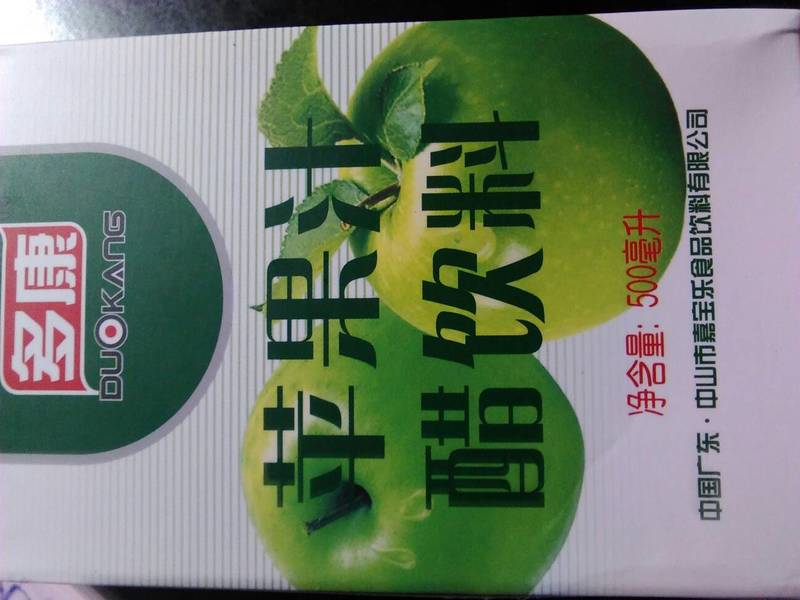 多康
DUOKANG
苹果汁
醋饮料
净含量：500毫升
中国广东·中山市嘉宝乐食品饮料有限公司